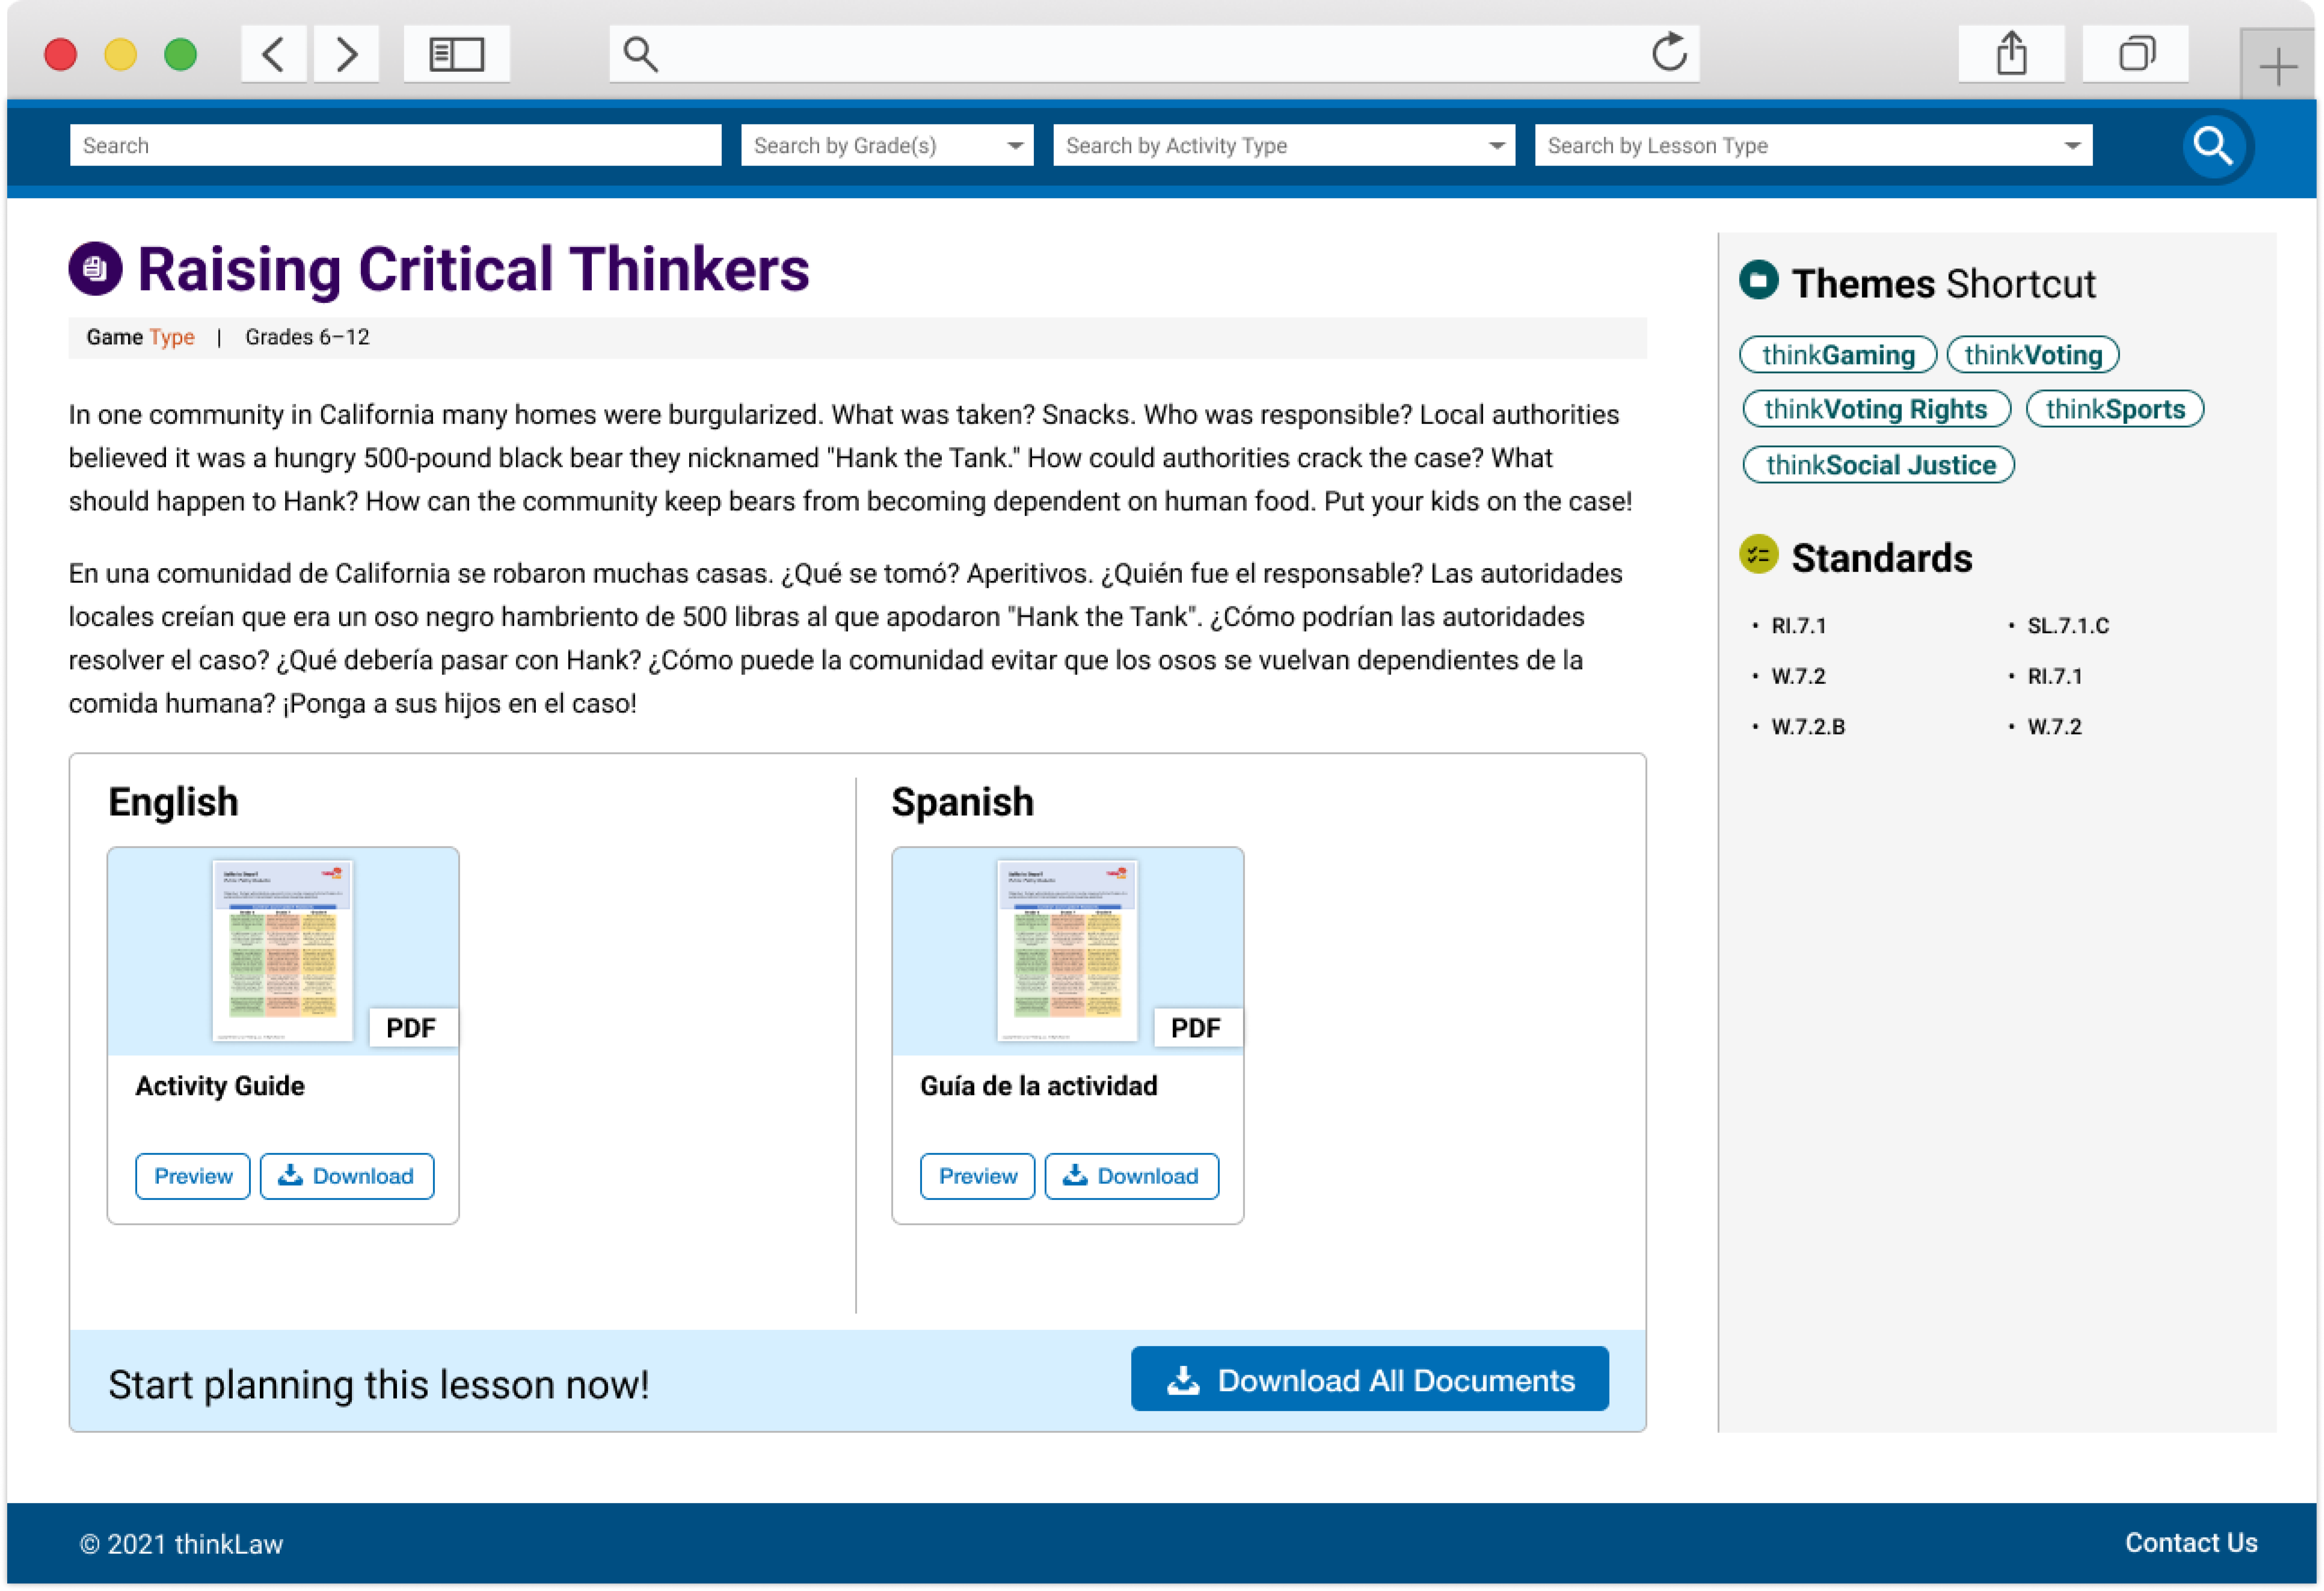 Search
Search by Grade(s)
Search by Activity Type
Search by Lesson Type
Raising Critical Thinkers
Game Type | Grades 6–12
In one community in California many homes were burgularized. What was taken? Snacks. Who was responsible? Local authorities
believed it was a hungry 500-pound black bear they nicknamed "Hank the Tank." How could authorities crack the case? What
should happen to Hank? How can the community keep bears from becoming dependent on human food. Put your kids on the case!
En una comunidad de California se robaron muchas casas. ¿Qué se tomó? Aperitivos. ¿Quién fue el responsable? Las autoridades
locales creían que era un oso negro hambriento de 500 libras al que apodaron "Hank the Tank". ¿Cómo podrían las autoridades
resolver el caso? ¿Qué debería pasar con Hank? ¿Cómo puede la comunidad evitar que los osos se vuelvan dependientes de la
comida humana? ¡Ponga a sus hijos en el caso!
English
PDF
Activity Guide
Preview
Download
Spanish
PDF
Guía de la actividad
Preview
Download
Start planning this lesson now!
Download All Documents
Themes Shortcut
thinkGaming
thinkVoting
thinkVoting Rights
thinkSports
thinkSocial Justice
Standards
• RI.7.1
• SL.7.1.C
• W.7.2
• RI.7.1
• W.7.2.B
• W.7.2
© 2021 thinkLaw
Contact Us